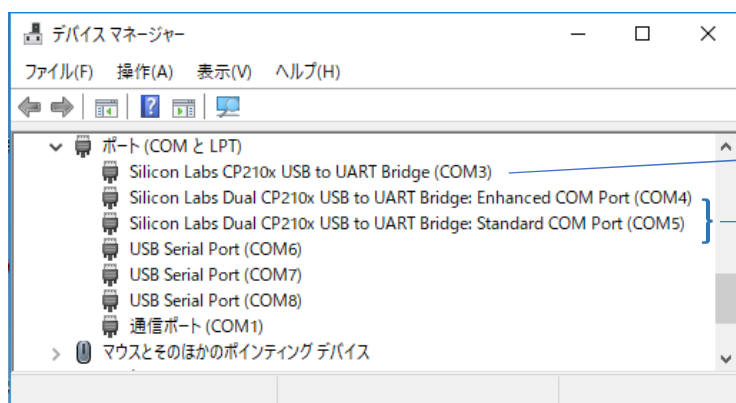 デバイス マネージャー
ファイル(F) 操作(A) 表示(V) ヘルプ(H)
ポート (COM と LPT)
Silicon Labs CP210x USB to UART Bridge (COM3)
Silicon Labs Dual CP210x USB to UART Bridge: Enhanced COM Port (COM4)
Silicon Labs Dual CP210x USB to UART Bridge: Standard COM Port (COM5)
USB Serial Port (COM6)
USB Serial Port (COM7)
USB Serial Port (COM8)
通信ポート (COM1)
マウスとそのほかのポインティング デバイス